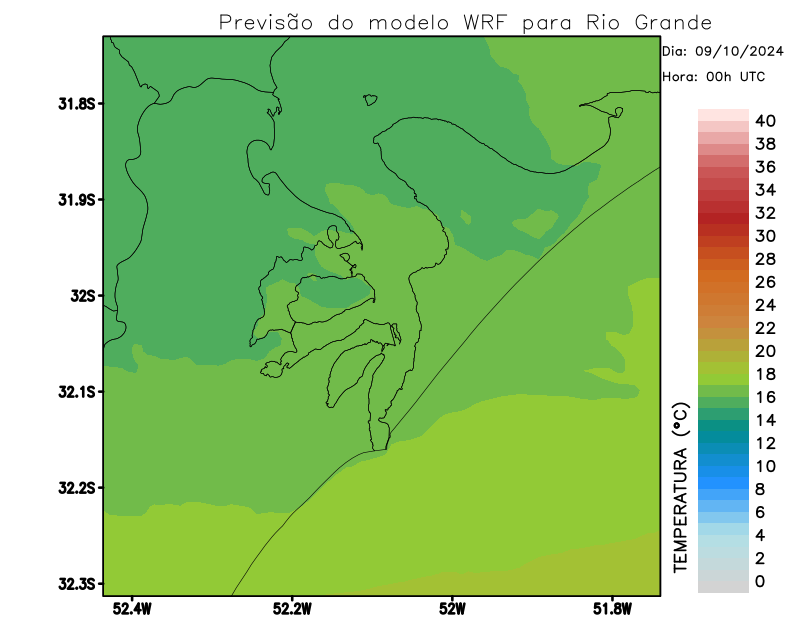 Previsão do modelo WRF para Rio Grande
Dia: 09/10/2024
Hora: 00h UTC
31.8S
31.9S
32S
32.1S
32.2S
32.3S
52.4W
52.2W
52W
51.8W
TEMPERATURA (°C)
40
38
36
34
32
30
28
26
24
22
20
18
16
14
12
10
8
6
4
2
0